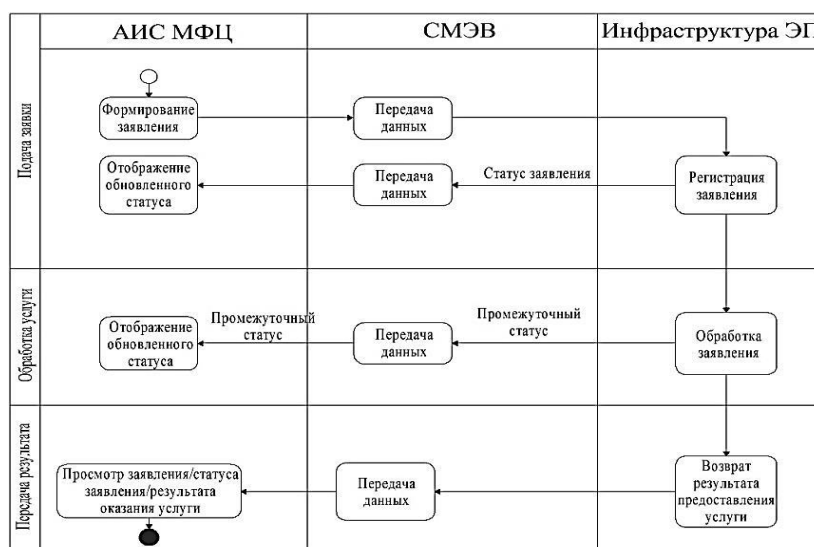 АИС МФЦ
СМЭВ
Инфраструктура ЭП
Подача заявки
Формирование
заявления
Передача
данных
Отображение
обновленного
статуса
Передача
данных
Статус заявления
Регистрация
заявления
Обработка услуги
Отображение
обновленного
статуса
Промежуточный
статус
Передача
данных
Промежуточный
статус
Обработка
заявления
Передача результата
Просмотр заявления/статуса
заявления/результата
оказания услуги
Передача
данных
Возврат
результата
предоставления
услуги